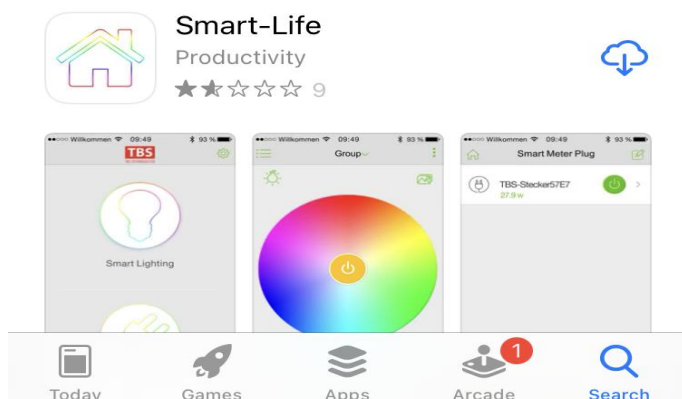 Smart-Life
Productivity
9
Willkommen 09:49 93 %
TBS
Smart Lighting
Willkommen 09:49 93 %
Group
Willkommen 09:49 93 %
Smart Meter Plug
TBS-Stecker57E7
27.9 w
1
Today
Games
Apps
Arcade
Search